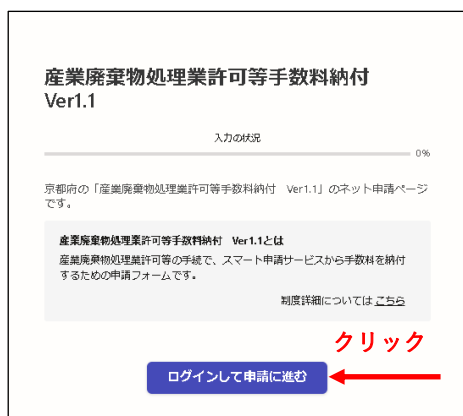 産業廃棄物処理業許可等手数料納付
Ver1.1
入力の状況
0%
京都府の「産業廃棄物処理業許可等手数料納付　Ver1.1」のネット申請ページ
です。
産業廃棄物処理業許可等手数料納付　Ver1.1とは
産業廃棄物処理業許可等の手続で、スマート申請サービスから手数料を納付
するための申請フォームです。
制度詳細については こちら
クリック
ログインして申請に進む